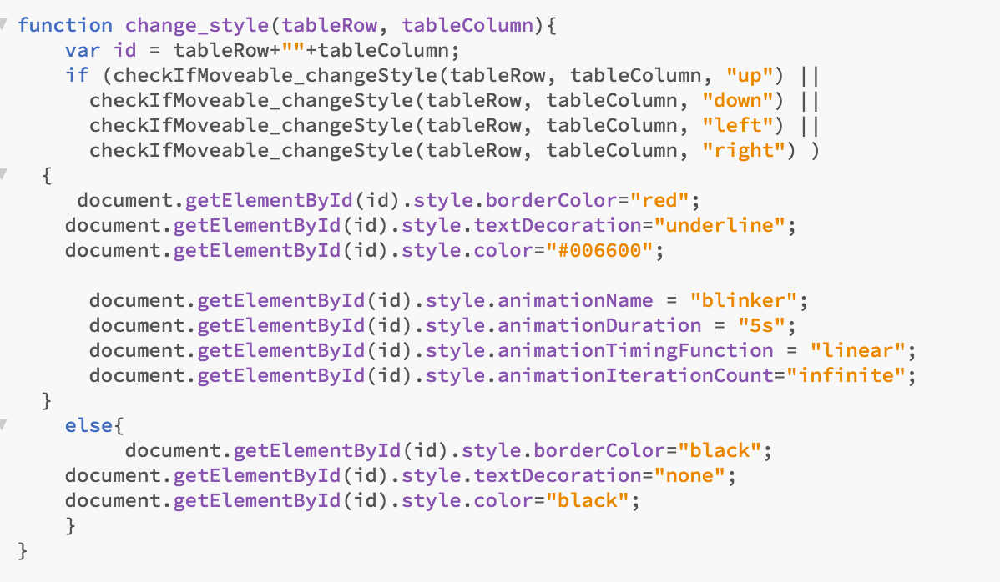 function change_style(tableRow, tableColumn){
    var id = tableRow+""+tableColumn;
    if (checkIfMoveable_changeStyle(tableRow, tableColumn, "up") ||
      checkIfMoveable_changeStyle(tableRow, tableColumn, "down") ||
      checkIfMoveable_changeStyle(tableRow, tableColumn, "left") ||
      checkIfMoveable_changeStyle(tableRow, tableColumn, "right") )
  {
     document.getElementById(id).style.borderColor="red";
    document.getElementById(id).style.textDecoration="underline";
    document.getElementById(id).style.color="#006600";

      document.getElementById(id).style.animationName = "blinker";
      document.getElementById(id).style.animationDuration = "5s";
      document.getElementById(id).style.animationTimingFunction = "linear";
      document.getElementById(id).style.animationIterationCount="infinite";
  }
    else{
         document.getElementById(id).style.borderColor="black";
    document.getElementById(id).style.textDecoration="none";
    document.getElementById(id).style.color="black";
    }
}